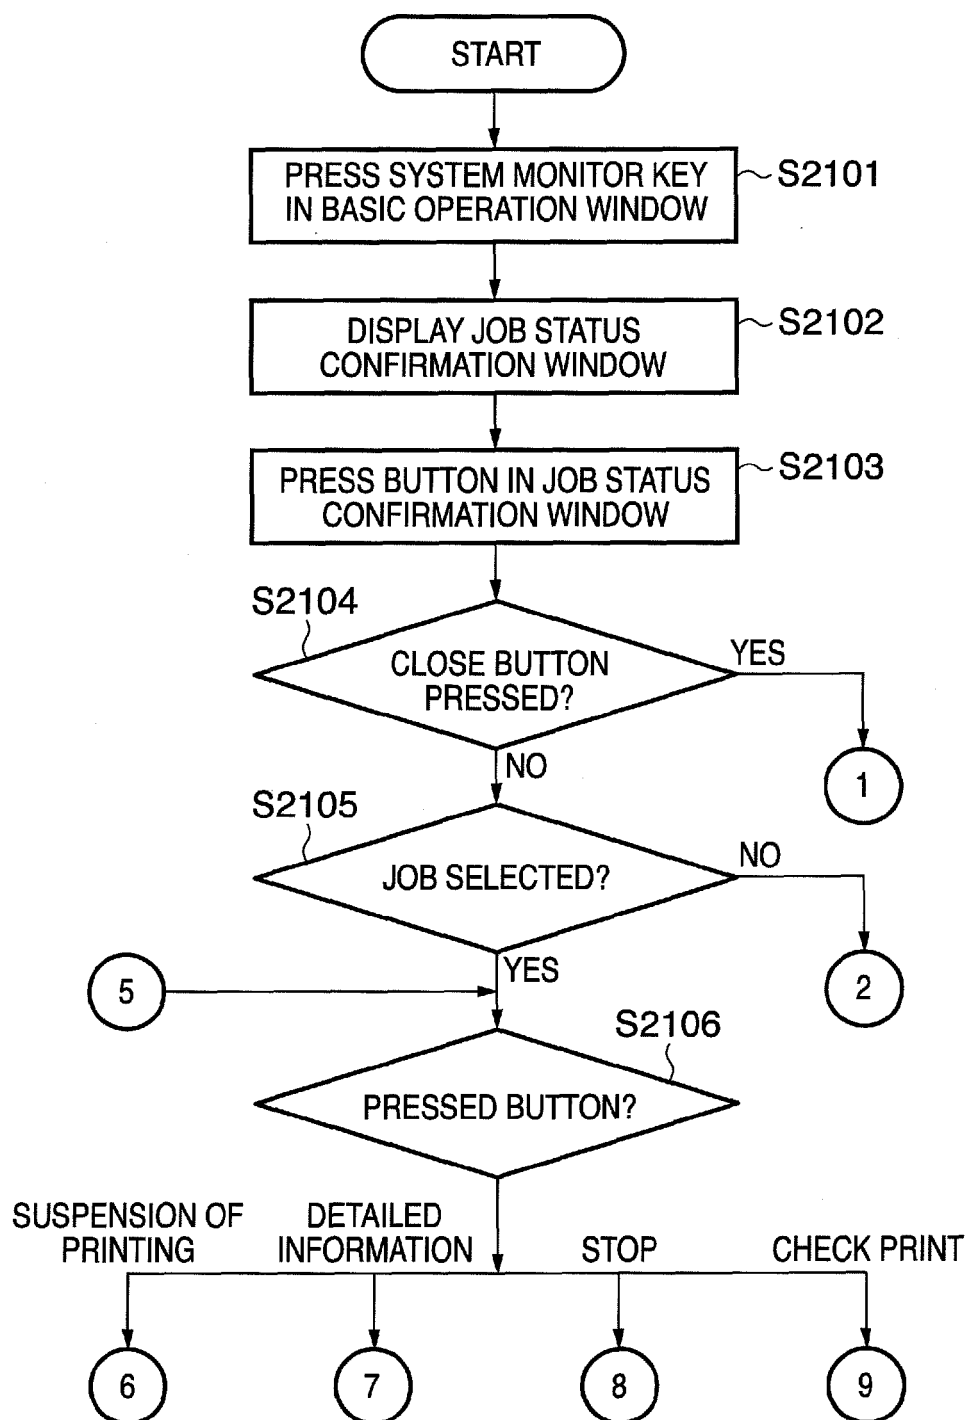 START
PRESS SYSTEM MONITOR KEY
IN BASIC OPERATION WINDOW
S2101
DISPLAY JOB STATUS
CONFIRMATION WINDOW
S2102
PRESS BUTTON IN JOB STATUS
CONFIRMATION WINDOW
S2103
S2104
CLOSE BUTTON
PRESSED?
YES
1
NO
S2105
JOB SELECTED?
NO
2
YES
5
S2106
PRESSED BUTTON?
SUSPENSION OF
PRINTING
DETAILED
INFORMATION
STOP
CHECK PRINT
6
7
8
9